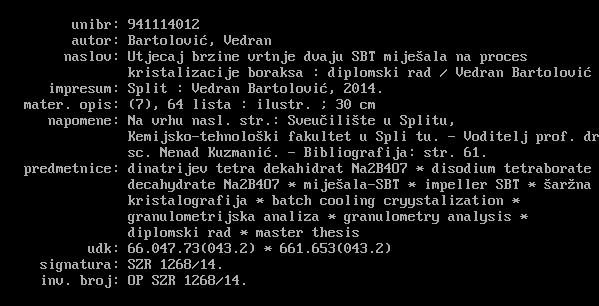 unibr: 941114012
autor: Bartolović, Vedran
naslov: Utjecaj brzine vrtnje dvaju SBT miješala na proces
kristalizacije boraksa : diplomski rad / Vedran Bartolović
impresum: Split : Vedran Bartolović, 2014.
mater. opis: (7), 64 lista : ilustr. ; 30 cm
napomene: Na vrhu nasl. str.: Sveučilište u Splitu,
Kemijsko-tehnološki fakultet u Spli tu. - Voditelj prof. dr
sc. Nenad Kuzmanić. - Bibliografija: str. 61.
predmetnice: dinatrijev tetra dekahidrat Na2B4O7 * disodium tetraborate
decahydrate Na2B4O7 * miješala-SBT * impeller SBT * šaržna
kristalografija * batch cooling cryystalization *
granulometrijska analiza * granulometry analysis *
diplomski rad * master thesis
udk: 66.047.73(043.2) * 661.653(043.2)
signatura: SZR 1268/14.
inv. broj: OP SZR 1268/14.